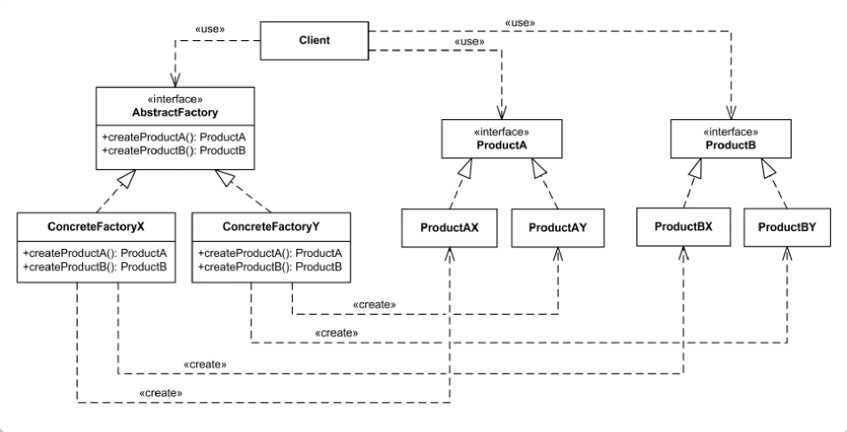 «use»
Client
«use»
«use»
«interface»
AbstractFactory
+createProductA(): ProductA
+createProductB(): ProductB
«interface»
ProductA
«interface»
ProductB
ConcreteFactoryX
+createProductA(): ProductA
+createProductB(): ProductB
ConcreteFactoryY
+createProductA(): ProductA
+createProductB(): ProductB
ProductAX
ProductAY
ProductBX
ProductBY
«create»
«create»
«create»
«create»